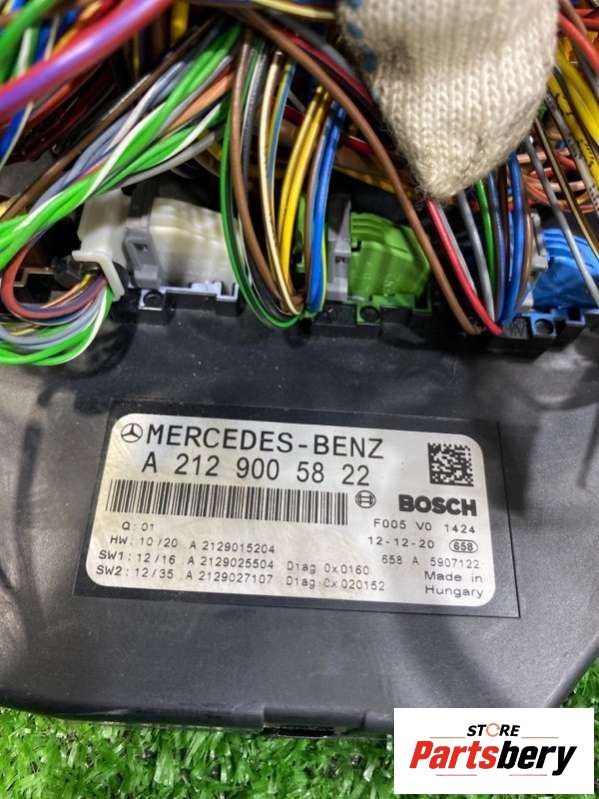 MERCEDES-BENZ
A 212 900 58 22
BOSCH
Q: 01
F005 V0 1424
HW: 10/20 A 2129015204
12-12-20 658
SW1: 12/16 A 2129025504 Diag 0x0160
658 A 5907122
SW2: 12/35 A 2129027107 Diag 0x020152
Made in
Hungary
STORE
Partsbery